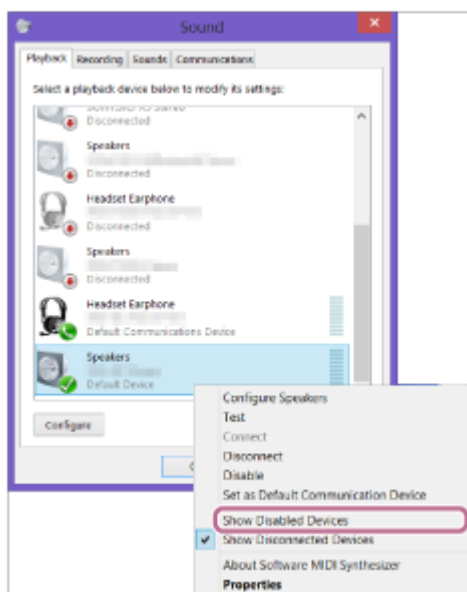 Sound
Playback Recording Sounds Communications
Select a playback device below to modify its settings:
Stereo
Disconnected
Speakers
Disconnected
Headset Earphone
Disconnected
Speakers
Disconnected
Headset Earphone
Default Communications Device
Speakers
Default Device
Configure
Configure Speakers
Test
Connect
Disconnect
Disable
Set as Default Communication Device
Show Disabled Devices
Show Disconnected Devices
About Software MIDI Synthesizer
Properties